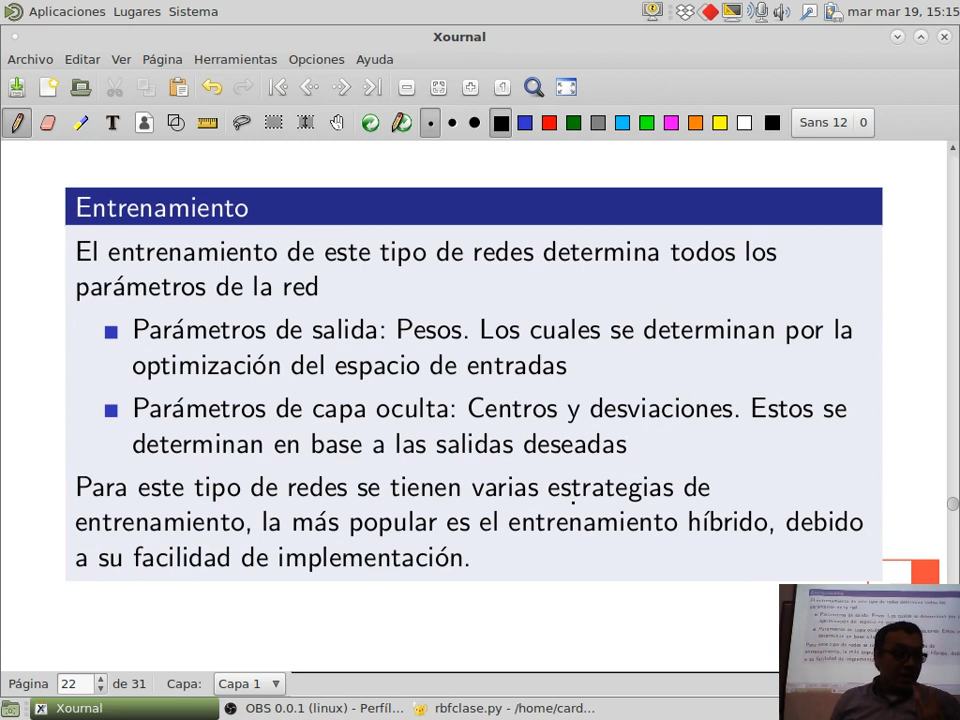 Aplicaciones Lugares Sistema
mar mar 19, 15:15
Xournal
Archivo Editar Ver Página Herramientas Opciones Ayuda
T
Sans 12 0
Entrenamiento
El entrenamiento de este tipo de redes determina todos los
parámetros de la red
Parámetros de salida: Pesos. Los cuales se determinan por la
optimización del espacio de entradas
Parámetros de capa oculta: Centros y desviaciones. Estos se
determinan en base a las salidas deseadas
Para este tipo de redes se tienen varias estrategias de
entrenamiento, la más popular es el entrenamiento híbrido, debido
a su facilidad de implementación.
Página 22 de 31 Capa: Capa 1
Xournal
OBS 0.0.1 (linux) - Perfíl...
rbfclase.py - /home/card...